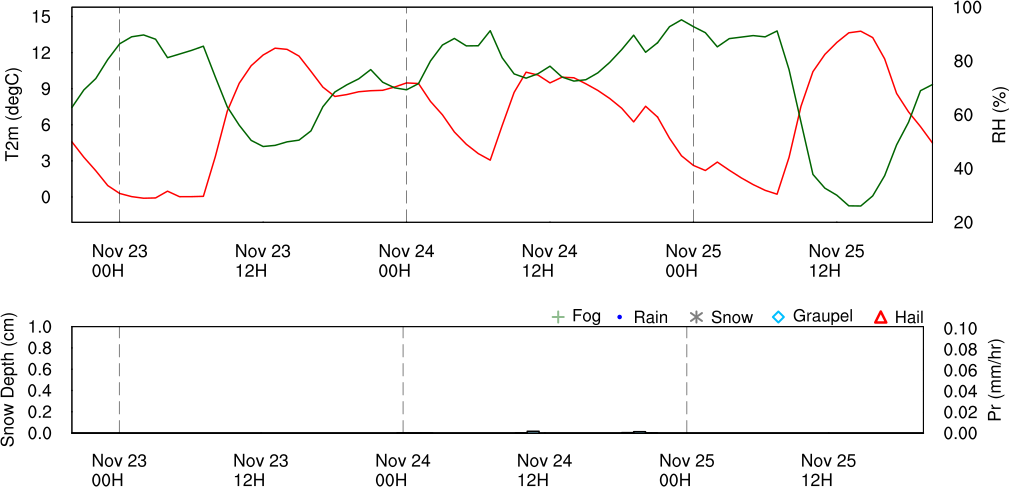 T2m (degC)
15
12
9
6
3
0
100
80
60
40
20
RH (%)
Nov 23 Nov 23 Nov 24 Nov 24 Nov 25 Nov 25
00H 12H 00H 12H 00H 12H
Fog Rain Snow Graupel Hail
Snow Depth (cm)
1.0
0.8
0.6
0.4
0.2
0.0
0.10
0.08
0.06
0.04
0.02
0.00
Pr (mm/hr)
Nov 23 Nov 23 Nov 24 Nov 24 Nov 25 Nov 25
00H 12H 00H 12H 00H 12H